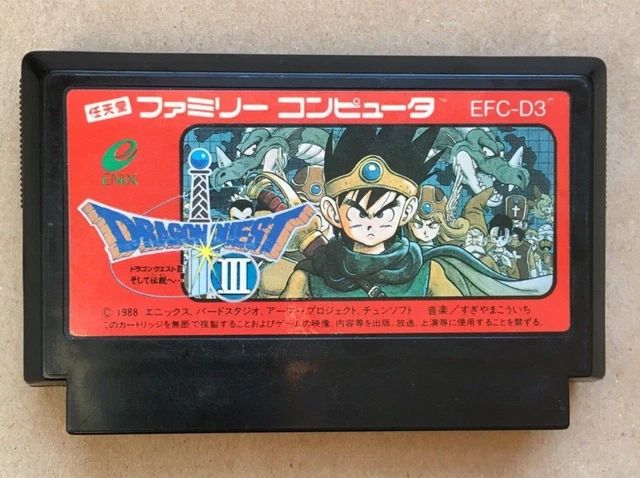 任天堂 ファミリー コンピュータ™ EFC-D3
ENIX
DRAGON QUEST
III
ドラゴンクエストIII
そして伝説へ…
© 1988 エニックス、バードスタジオ、アーマープロジェクト、チュンソフト 音楽/すぎやまこういち
このカートリッジを無断で複製することおよびゲームの映像、内容等を出版、放送、上演等に使用することを禁ずる。